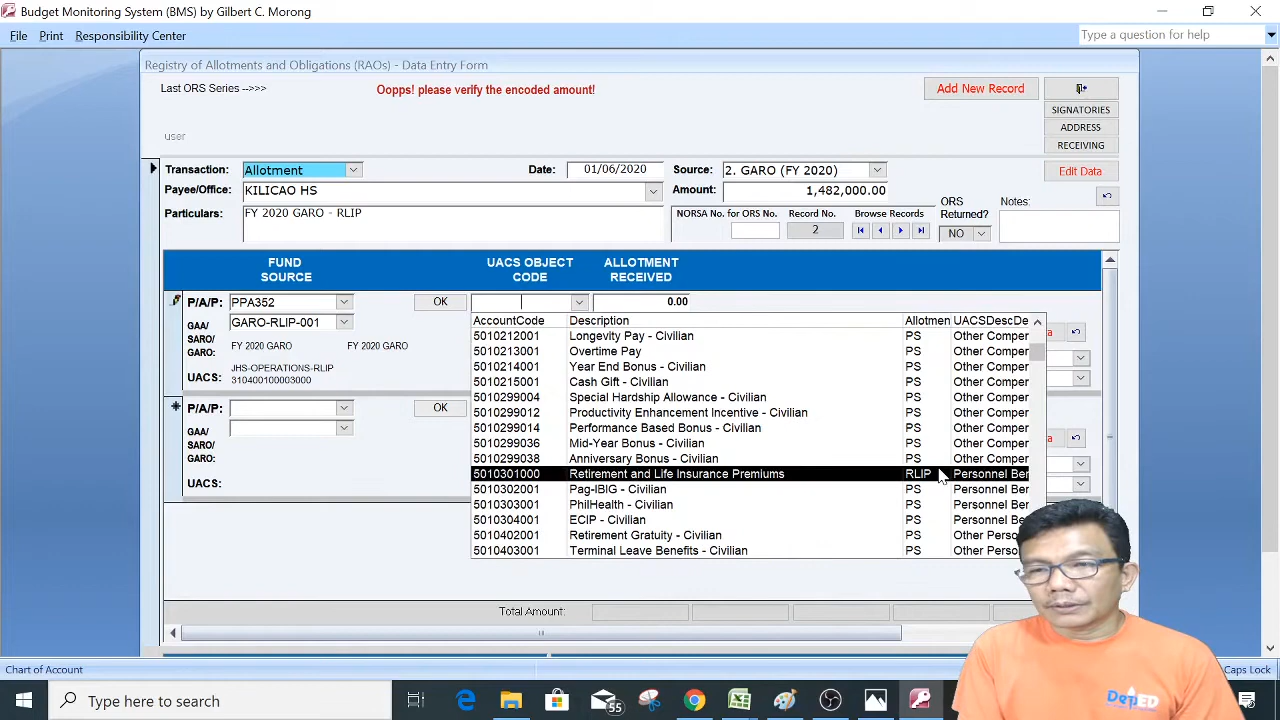 Budget Monitoring System (BMS) by Gilbert C. Morong
File Print Responsibility Center
Type a question for help
Registry of Allotments and Obligations (RAOs) - Data Entry Form
Last ORS Series -->>>
Oopps! please verify the encoded amount!
Add New Record
SIGNATORIES
user
ADDRESS
RECEIVING
Transaction: Allotment Date: 01/06/2020 Source: 2. GARO (FY 2020) Edit Data
Payee/Office: KILICAO HS Amount: 1,482,000.00
Particulars: FY 2020 GARO - RLIP
NORSA No. for ORS No. Record No. Browse Records ORS Returned? Notes:
2 NO
FUND SOURCE UACS OBJECT CODE ALLOTMENT RECEIVED
P/A/P: PPA352 OK 0.00
GAA/ SARO/ GARO: GARO-RLIP-001
FY 2020 GARO FY 2020 GARO
JHS-OPERATIONS-RLIP
UACS: 310400100003000
AccountCode Description Allotmen UACSDescDe
5010212001 Longevity Pay - Civilian PS Other Comper
5010213001 Overtime Pay PS Other Comper
5010214001 Year End Bonus - Civilian PS Other Comper
5010215001 Cash Gift - Civilian PS Other Comper
5010299004 Special Hardship Allowance - Civilian PS Other Comper
5010299012 Productivity Enhancement Incentive - Civilian PS Other Comper
5010299014 Performance Based Bonus - Civilian PS Other Comper
5010299036 Mid-Year Bonus - Civilian PS Other Comper
5010299038 Anniversary Bonus - Civilian PS Other Comper
5010301000 Retirement and Life Insurance Premiums RLIP Personnel Ber
5010302001 Pag-IBIG - Civilian PS Personnel Ber
5010303001 PhilHealth - Civilian PS Personnel Ber
5010304001 ECIP - Civilian PS Personnel Ber
5010402001 Retirement Gratuity - Civilian PS Other Perso
5010403001 Terminal Leave Benefits - Civilian PS Other Perso
P/A/P: OK
GAA/ SARO/ GARO:
UACS:
Total Amount:
Chart of Account
Caps Lock
Type here to search
55
DepED